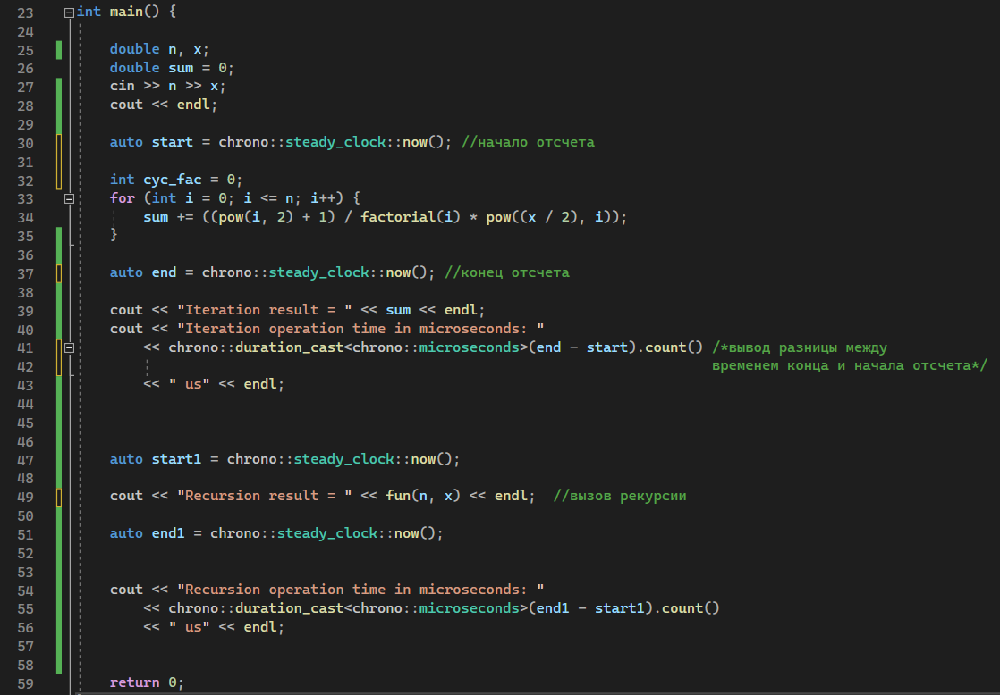 23 int main() {
24
25 double n, x;
26 double sum = 0;
27 cin >> n >> x;
28 cout << endl;
29
30 auto start = chrono::steady_clock::now(); //начало отсчета
31
32 int cyc_fac = 0;
33 for (int i = 0; i <= n; i++) {
34 sum += ((pow(i, 2) + 1) / factorial(i) * pow((x / 2), i));
35 }
36
37 auto end = chrono::steady_clock::now(); //конец отсчета
38
39 cout << "Iteration result = " << sum << endl;
40 cout << "Iteration operation time in microseconds: "
41 << chrono::duration_cast<chrono::microseconds>(end - start).count() /*вывод разницы между
42 временем конца и начала отсчета*/
43 << " us" << endl;
44
45
46
47 auto start1 = chrono::steady_clock::now();
48
49 cout << "Recursion result = " << fun(n, x) << endl; //вызов рекурсии
50
51 auto end1 = chrono::steady_clock::now();
52
53
54 cout << "Recursion operation time in microseconds: "
55 << chrono::duration_cast<chrono::microseconds>(end1 - start1).count()
56 << " us" << endl;
57
58
59 return 0;